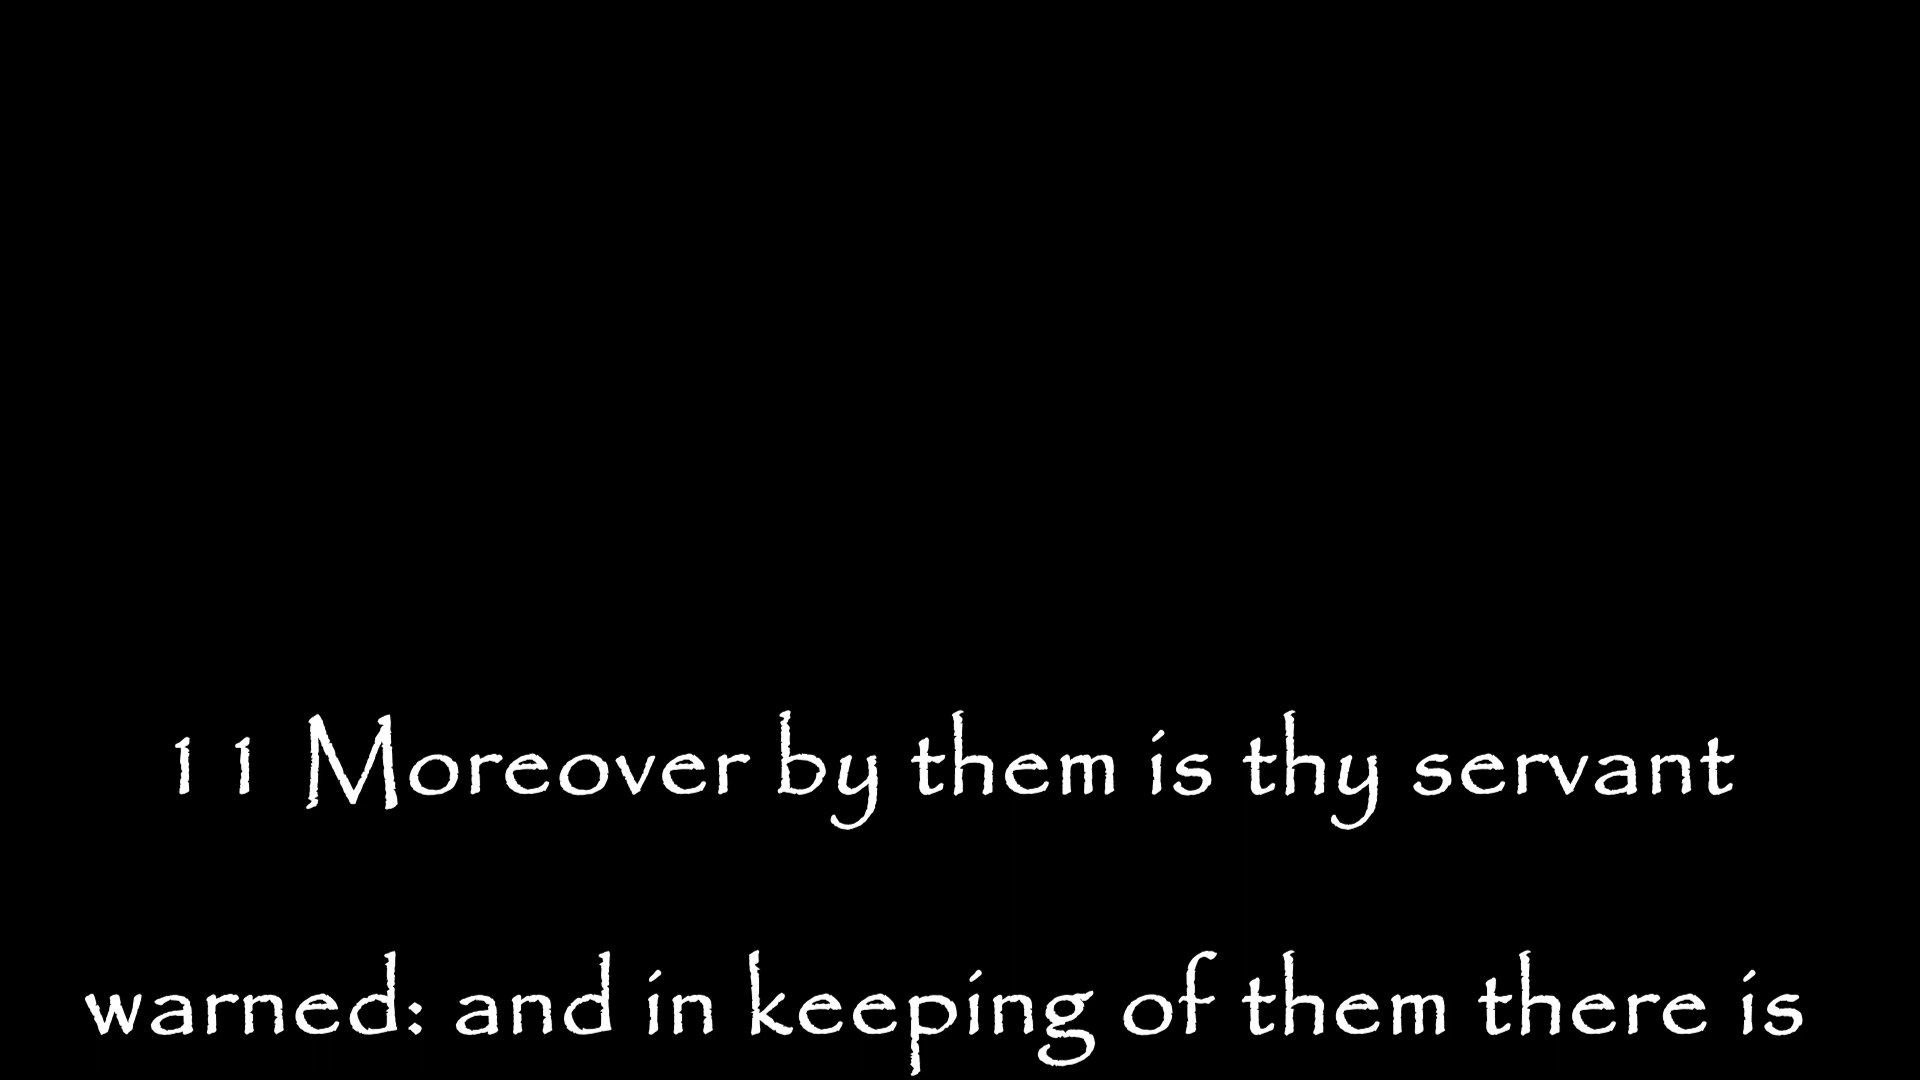 11 Moreover by them is thy servant
warned: and in keeping of them there is